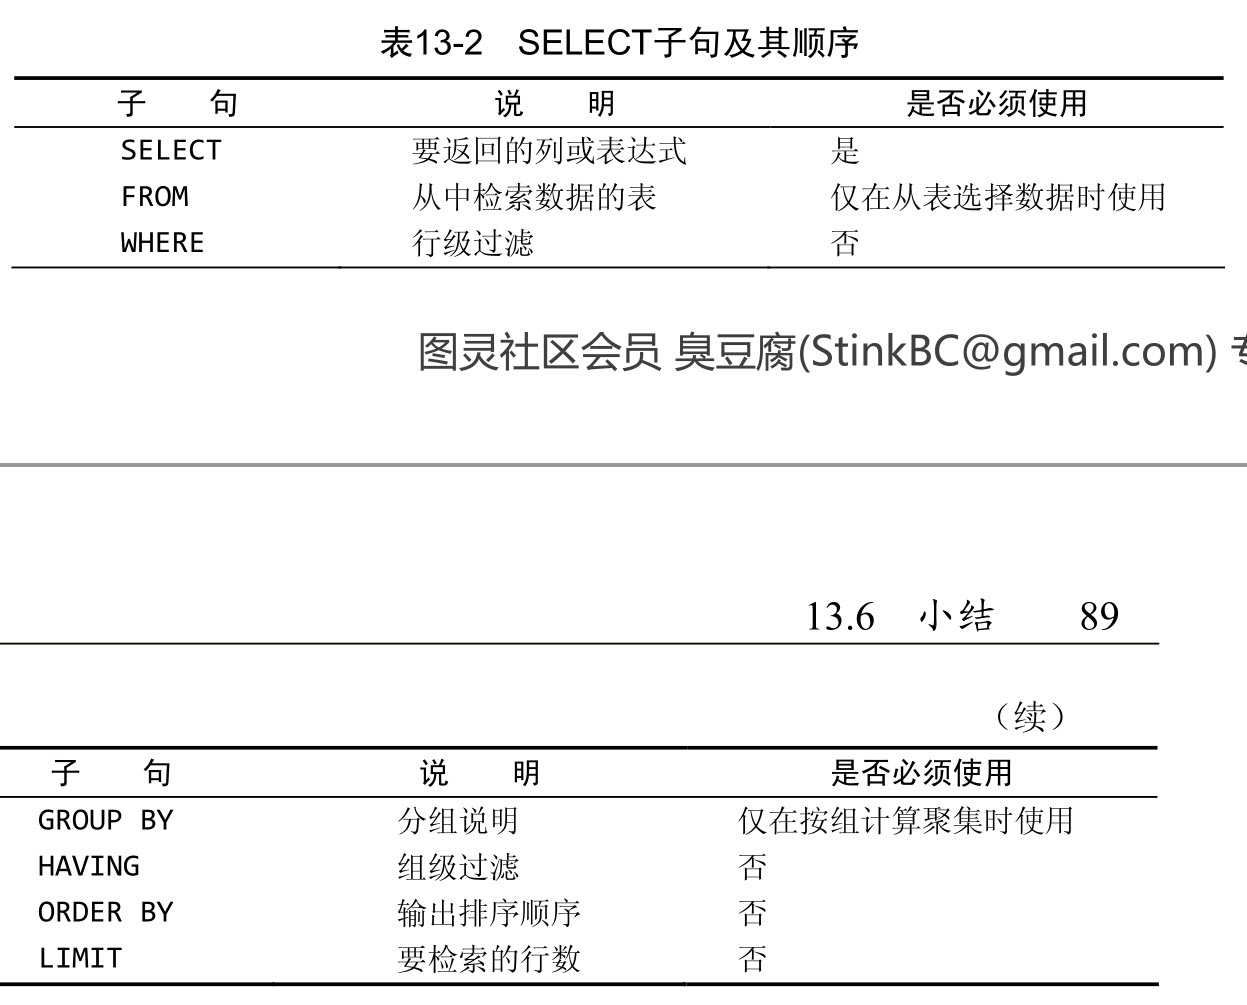 表13-2 SELECT子句及其顺序
子 句 说 明 是否必须使用
SELECT 要返回的列或表达式 是
FROM 从中检索数据的表 仅在从表选择数据时使用
WHERE 行级过滤 否
图灵社区会员 臭豆腐(StinkBC@gmail.com)
13.6 小结 89
（续）
子 句 说 明 是否必须使用
GROUP BY 分组说明 仅在按组计算聚集时使用
HAVING 组级过滤 否
ORDER BY 输出排序顺序 否
LIMIT 要检索的行数 否